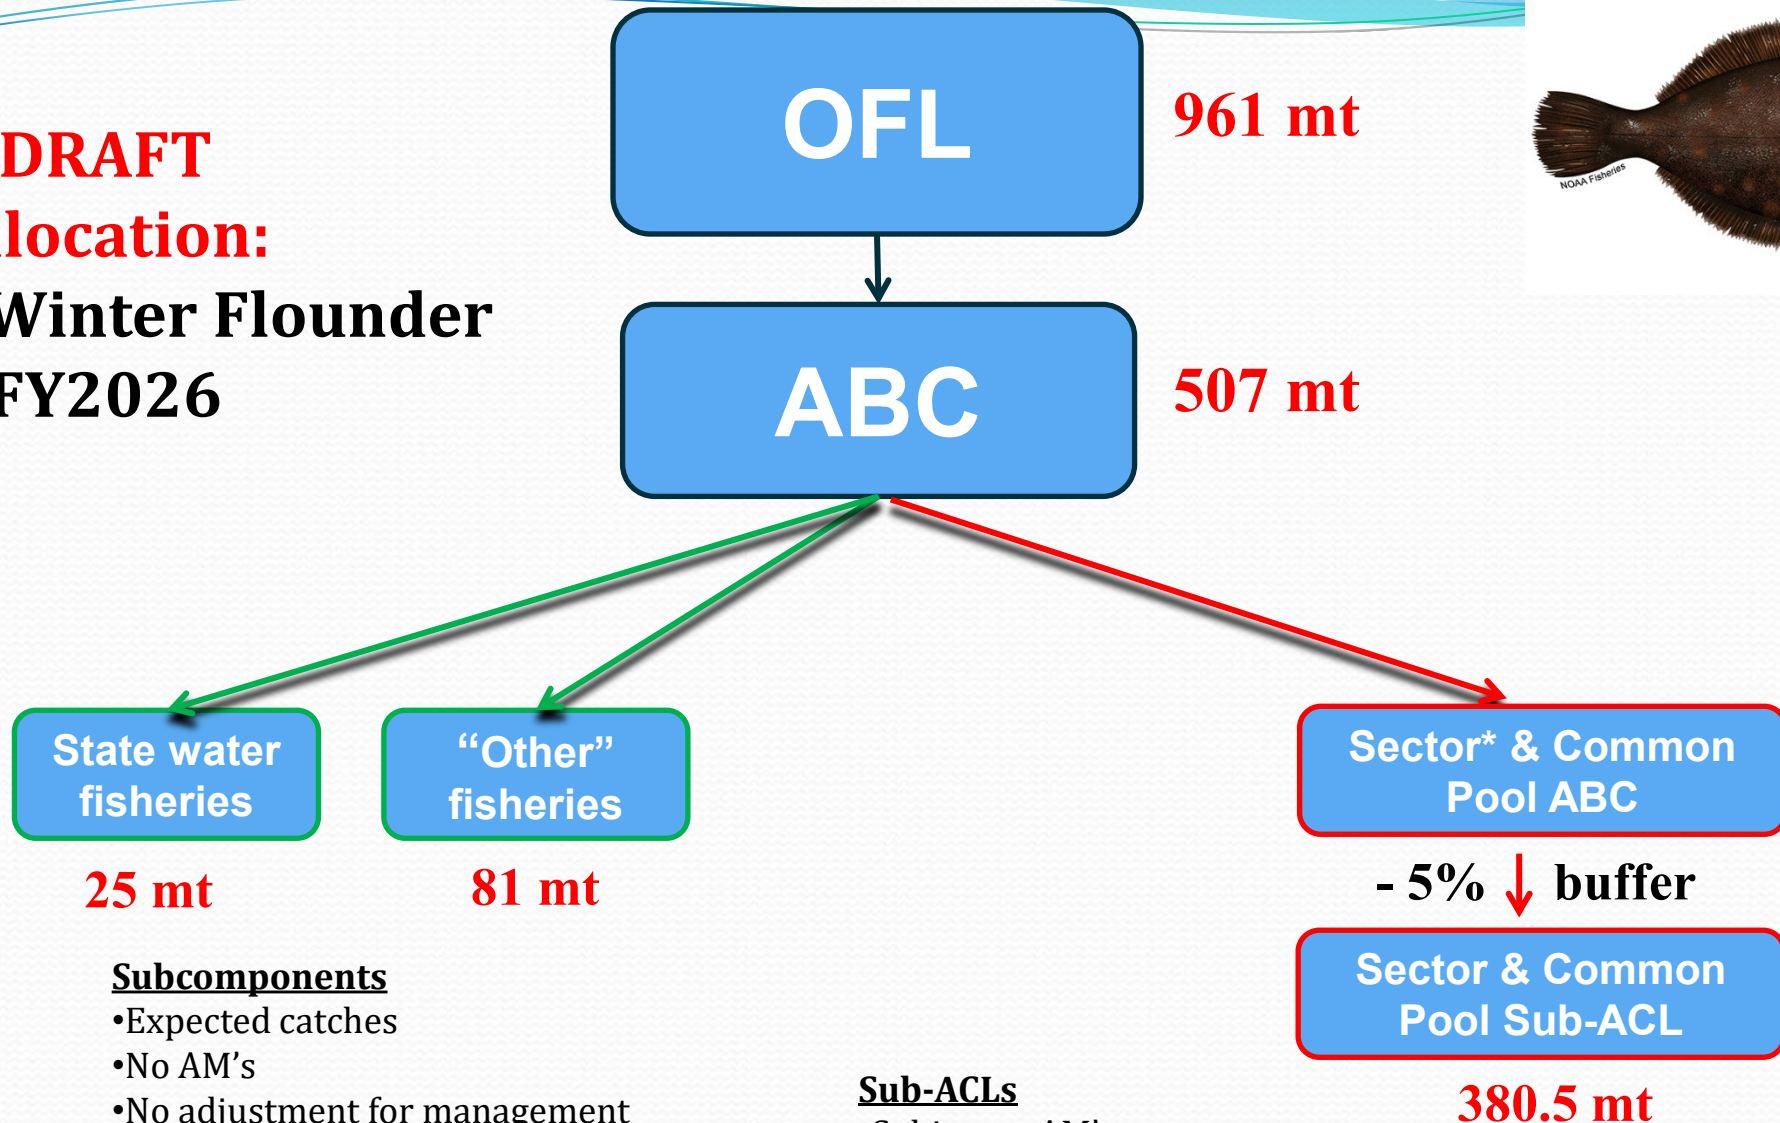 OFL
961 mt
NOAA Fisheries
DRAFT
location:
Winter Flounder
FY2026
ABC
507 mt
State water
fisheries
25 mt
“Other”
fisheries
81 mt
Sector* & Common
Pool ABC
- 5% buffer
Sector & Common
Pool Sub-ACL
380.5 mt
Subcomponents
•Expected catches
•No AM’s
•No adjustment for management
Sub-ACLs